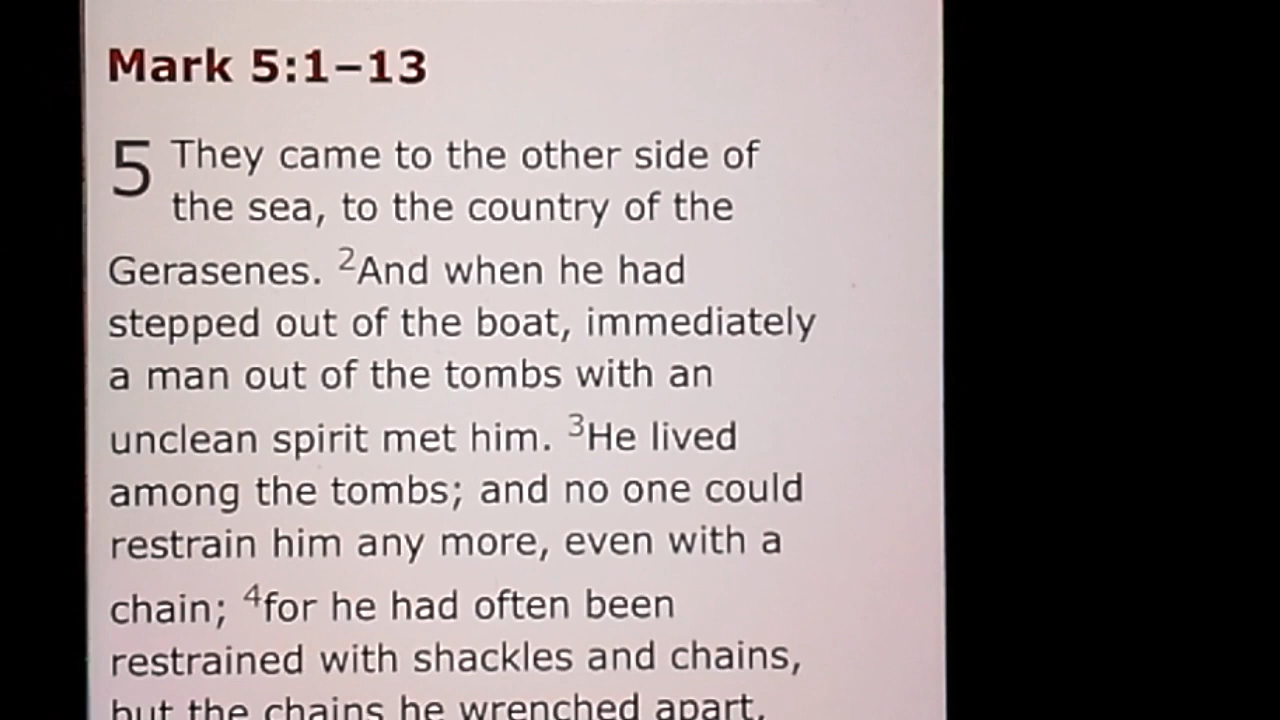 Mark 5:1–13
5 They came to the other side of
the sea, to the country of the
Gerasenes. 2And when he had
stepped out of the boat, immediately
a man out of the tombs with an
unclean spirit met him. 3He lived
among the tombs; and no one could
restrain him any more, even with a
chain; 4for he had often been
restrained with shackles and chains,
but the chains he wrenched apart,